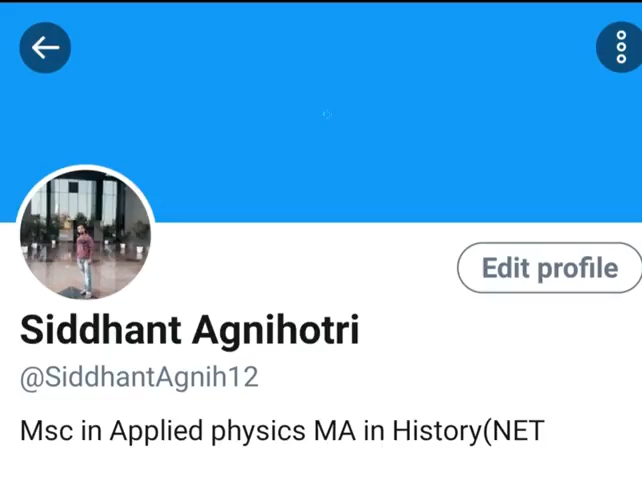 Edit profile
Siddhant Agnihotri
@SiddhantAgnih12
Msc in Applied physics MA in History(NET